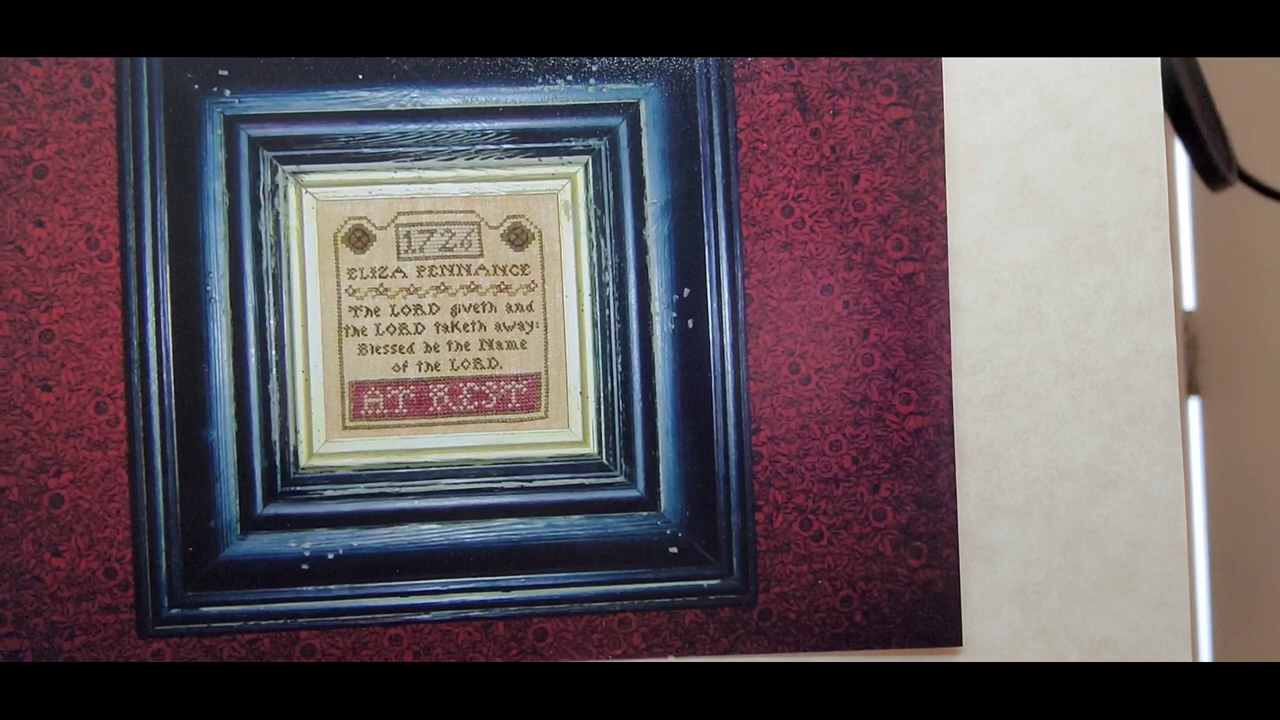 1726
ELIZA PENNANCE
The LORD giveth and
the LORD taketh away:
Blessed be the Name
of the LORD.
AT REST